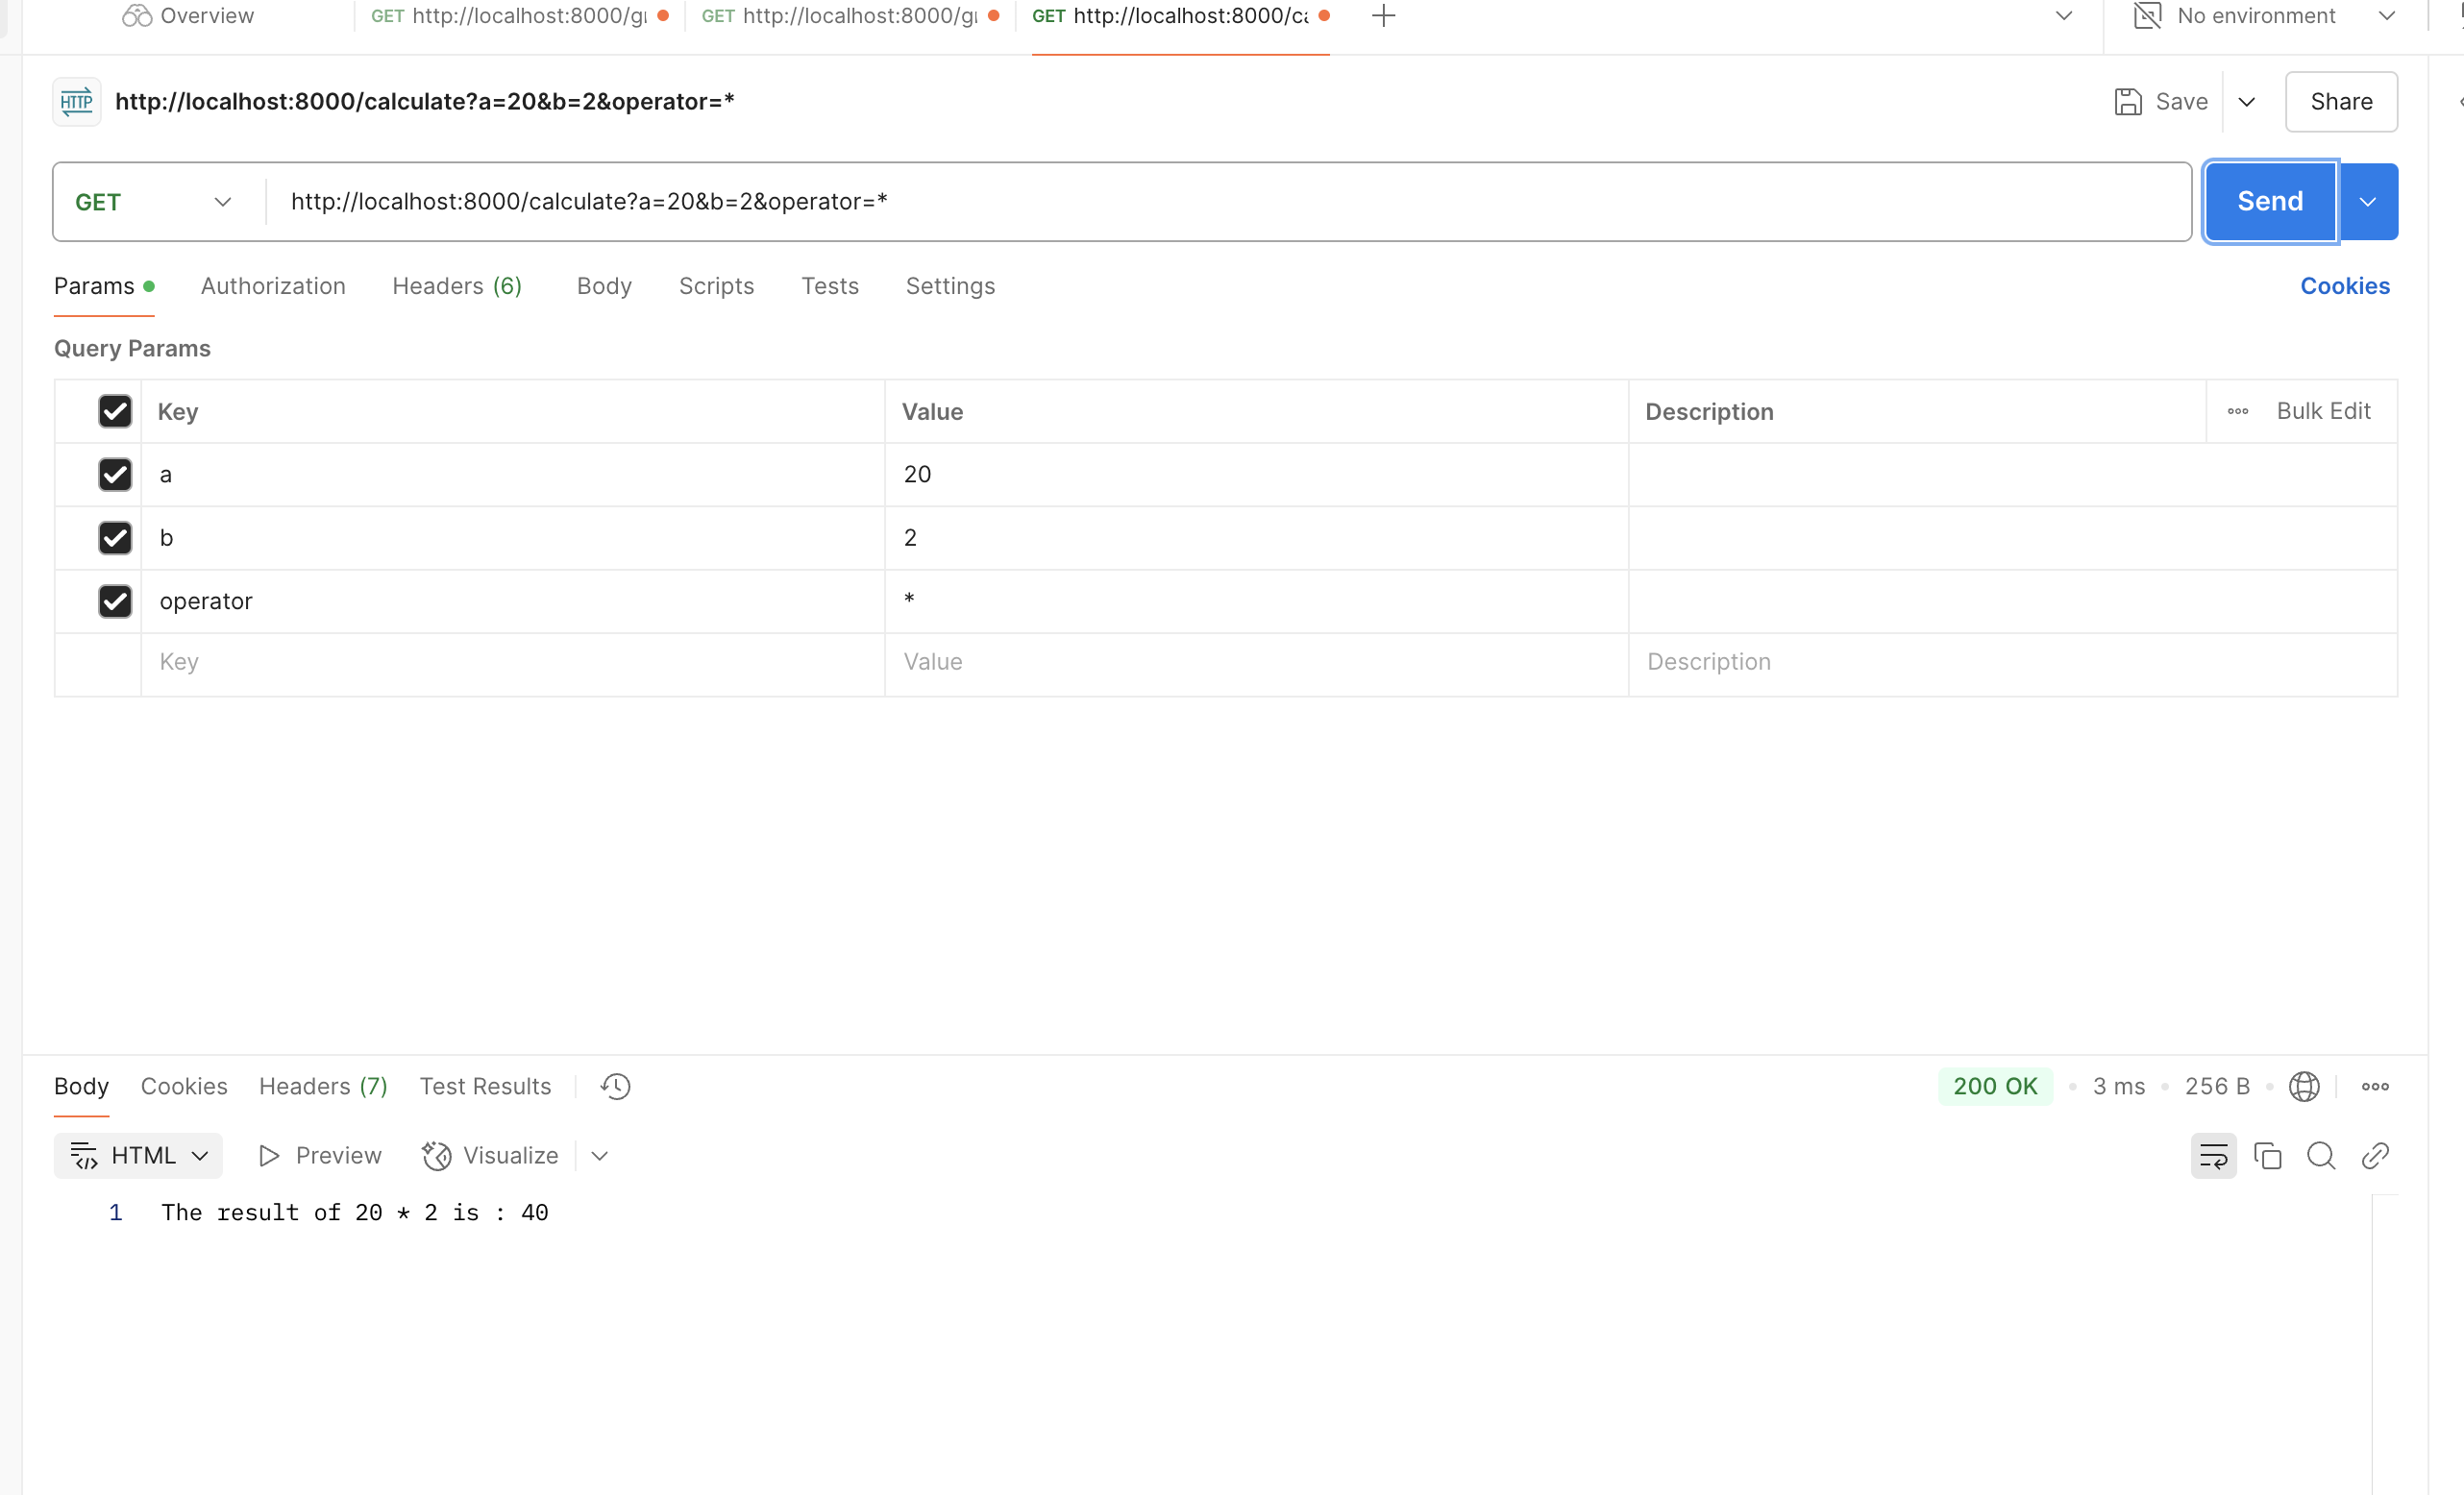 Overview
GET http://localhost:8000/g
GET http://localhost:8000/g
GET http://localhost:8000/c
No environment
HTTP http://localhost:8000/calculate?a=20&b=2&operator=*
Save
Share
GET http://localhost:8000/calculate?a=20&b=2&operator=*
Send
Params Authorization Headers (6) Body Scripts Tests Settings Cookies
Query Params
Key Value Description Bulk Edit
a 20
b 2
operator *
Key Value Description
Body Cookies Headers (7) Test Results 200 OK • 3 ms • 256 B
HTML Preview Visualize
1 The result of 20 * 2 is : 40